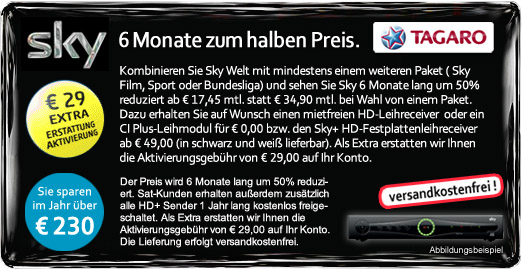 sky
6 Monate zum halben Preis.
TAGARO
Kombinieren Sie Sky Welt mit mindestens einem weiteren Paket ( Sky
Film, Sport oder Bundesliga) und sehen Sie Sky 6 Monate lang um 50%
reduziert ab € 17,45 mtl. statt € 34,90 mtl. bei Wahl von einem Paket.
Dazu erhalten Sie auf Wunsch einen mietfreien HD-Leihreceiver oder ein
CI Plus-Leihmodul für € 0,00 bzw. den Sky+ HD-Festplattenleihreceiver
ab € 49,00 (in schwarz und weiß lieferbar). Als Extra erstatten wir Ihnen
die Aktivierungsgebühr von € 29,00 auf Ihr Konto.
€ 29
EXTRA
ERSTATTUNG
AKTIVIERUNG
Sie sparen
im Jahr über
€ 230
Der Preis wird 6 Monate lang um 50% reduzi-
ert. Sat-Kunden erhalten außerdem zusätzlich
alle HD+ Sender 1 Jahr lang kostenlos freige-
schaltet. Als Extra erstatten wir Ihnen die
Aktivierungsgebühr von € 29,00 auf Ihr Konto.
Die Lieferung erfolgt versandkostenfrei.
versandkostenfrei !
sky
Abbildungsbeispiel